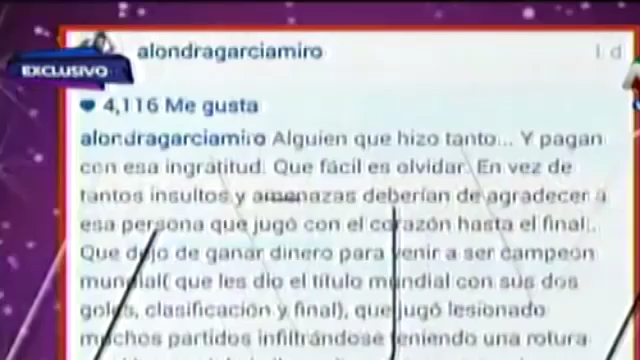 alondragarciamiro
1 d
EXCLUSIVO
4,116 Me gusta
alondragarciamiro Alguien que hizo tanto... Y pagan
con esa ingratitud. Que fácil es olvidar. En vez de
tantos insultos y amenazas deberían de agradecer a
esa persona que jugó con el corazón hasta el final..
Que dejo de ganar dinero para venir a ser campeón
mundial( que les dio el título mundial con sus dos
goles, clasificación y final), que jugó lesionado
muchos partidos infiltrándose teniendo una rotura